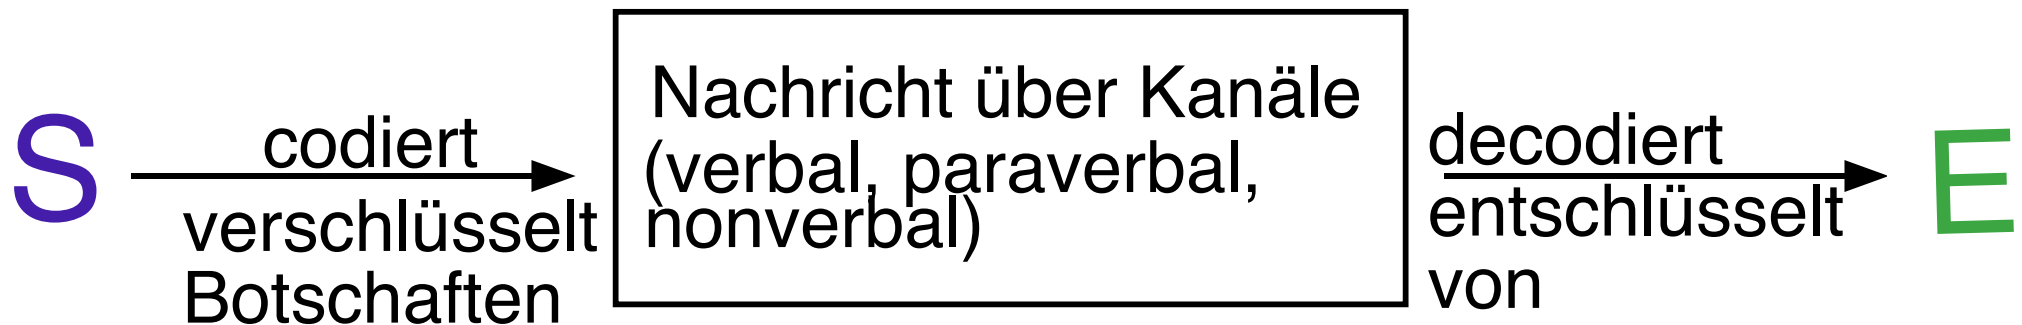 S
codiert
verschlüsselt
Botschaften
Nachricht über Kanäle
(verbal, paraverbal,
nonverbal)
decodiert
entschlüsselt
von
E